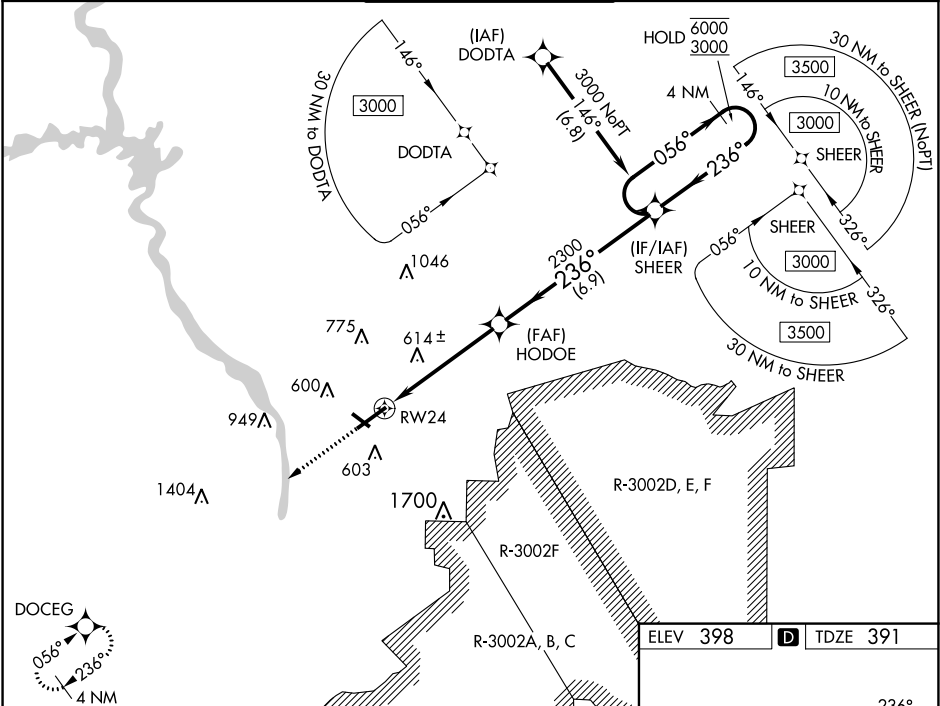 (IAF)
DODTA
HOLD 6000
3000
30 NM to SHEER (NoPT)
3500
146°
10 NM to SHEER
3000
SHEER
326°
4 NM
3000 NoPT
146°
(6.8)
056°
236°
146°
30 NM to DODTA
3000
DODTA
056°
(IF/IAF)
SHEER
SHEER
056°
3000
10 NM to SHEER
326°
3500
30 NM to SHEER
2300
236°
(6.9)
1046
775
614±
(FAF)
HODOE
600
949
RW24
603
1404
1700
R-3002D, E, F
R-3002F
R-3002A, B, C
DOCEG
056°
236°
4 NM
ELEV 398 D TDZE 391
236°